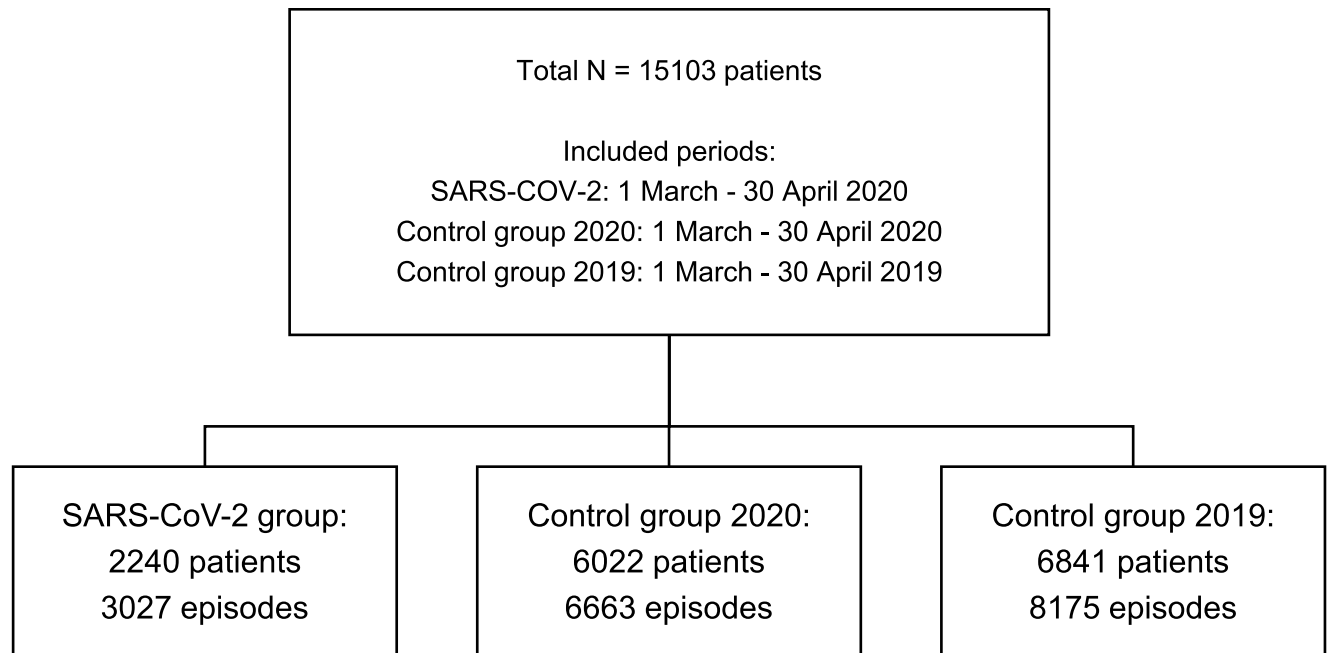 Total N = 15103 patients
Included periods:
SARS-COV-2: 1 March - 30 April 2020
Control group 2020: 1 March - 30 April 2020
Control group 2019: 1 March - 30 April 2019
SARS-CoV-2 group:
2240 patients
3027 episodes
Control group 2020:
6022 patients
6663 episodes
Control group 2019:
6841 patients
8175 episodes